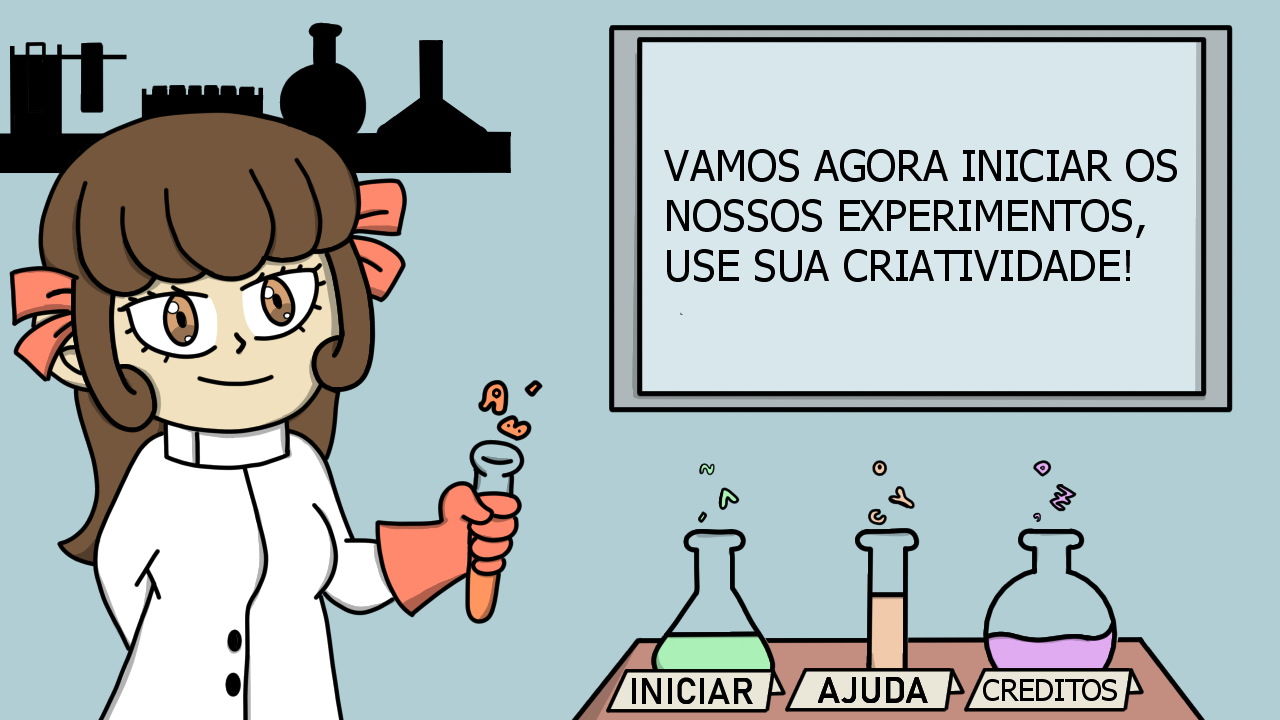 VAMOS AGORA INICIAR OS
NOSSOS EXPERIMENTOS,
USE SUA CRIATIVIDADE!
A
B
N
A
O
Y
C
D
M
INICIAR
AJUDA
CREDITOS